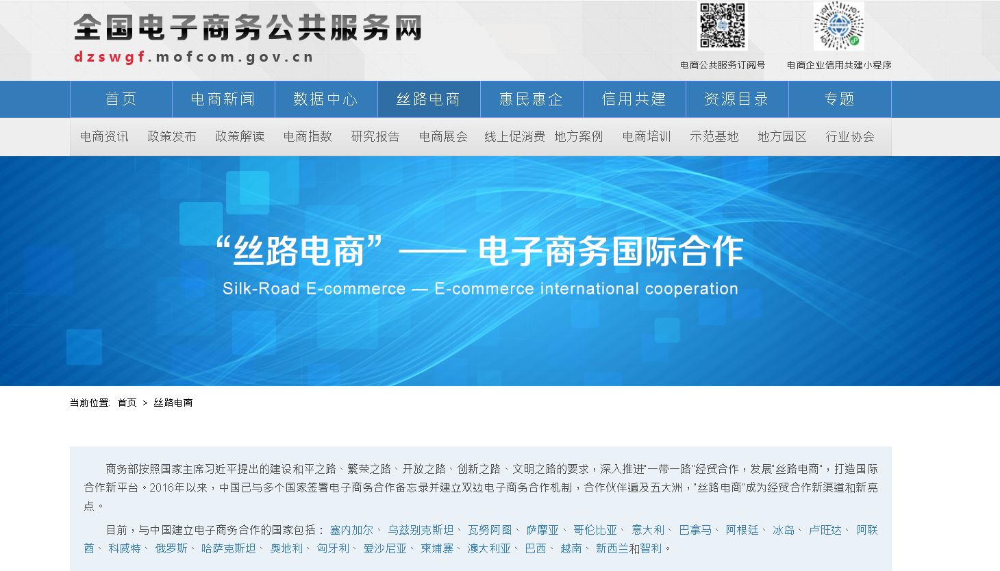 全国电子商务公共服务网
dzswgf.mofcom.gov.cn
电商公共服务订阅号 电商企业信用共建小程序
首页 电商新闻 数据中心 丝路电商 惠民惠企 信用共建 资源目录 专题
电商资讯 政策发布 政策解读 电商指数 研究报告 电商展会 线上促消费 地方案例 电商培训 示范基地 地方园区 行业协会
“丝路电商” —— 电子商务国际合作
Silk-Road E-commerce — E-commerce international cooperation
当前位置: 首页 > 丝路电商
商务部按照国家主席习近平提出的建设和平之路、繁荣之路、开放之路、创新之路、文明之路的要求，深入推进“一带一路”经贸合作，发展“丝路电商”，打造国际
合作新平台。2016年以来，中国已与多个国家签署电子商务合作备忘录并建立双边电子商务合作机制，合作伙伴遍及五大洲，“丝路电商”成为经贸合作新渠道和新亮
点。
目前，与中国建立电子商务合作的国家包括： 塞内加尔、 乌兹别克斯坦、 瓦努阿图、 萨摩亚、 哥伦比亚、 意大利、 巴拿马、 阿根廷、 冰岛、 卢旺达、 阿联
酋、 科威特、 俄罗斯、 哈萨克斯坦、 奥地利、 匈牙利、 爱沙尼亚、 柬埔寨、 澳大利亚、 巴西、 越南、 新西兰和智利。